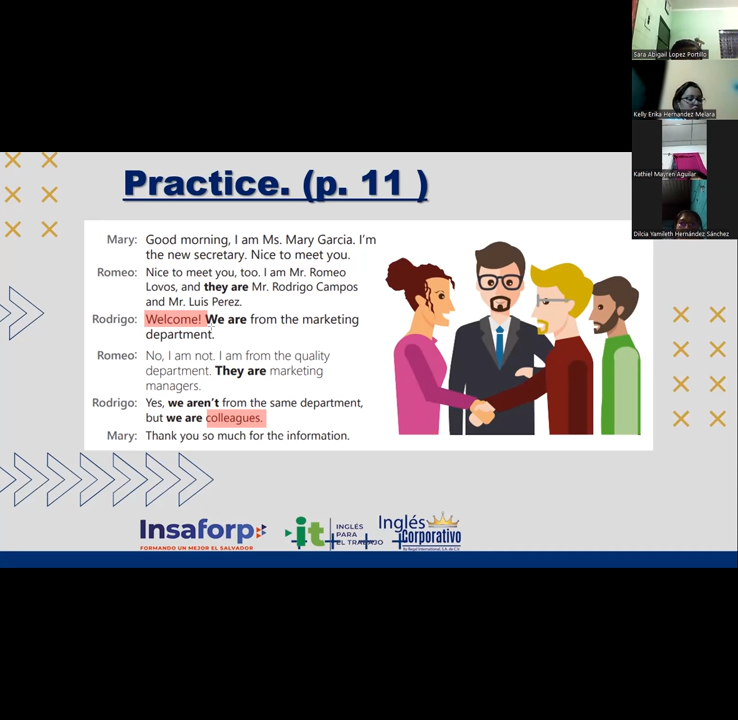 Sara Abigail Lopez Portillo
Kelly Erika Hernandez Melara
Kathiel Mayren Aguilar
Dilcia Yamileth Hernández Sánchez
Practice. (p. 11 )
Mary: Good morning, I am Ms. Mary Garcia. I'm
the new secretary. Nice to meet you.
Romeo: Nice to meet you, too. I am Mr. Romeo
Lovos, and they are Mr. Rodrigo Campos
and Mr. Luis Perez.
Rodrigo: Welcome! We are from the marketing
department.
Romeo: No, I am not. I am from the quality
department. They are marketing
managers.
Rodrigo: Yes, we aren't from the same department,
but we are colleagues.
Mary: Thank you so much for the information.
Insaforp
FORMANDO UN MEJOR EL SALVADOR
it
INGLÉS
PARA
EL TRABAJO
Inglés
Corporativo